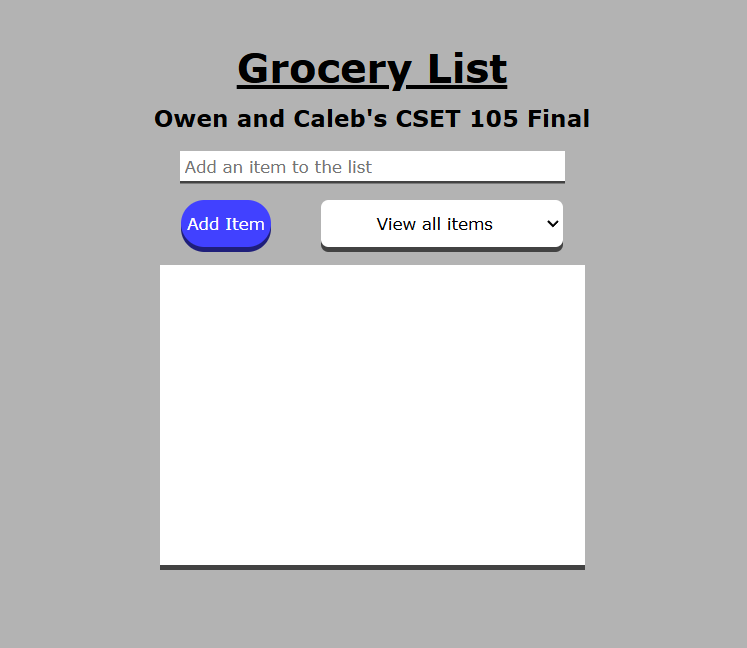 Grocery List
Owen and Caleb's CSET 105 Final
Add an item to the list
Add Item
View all items